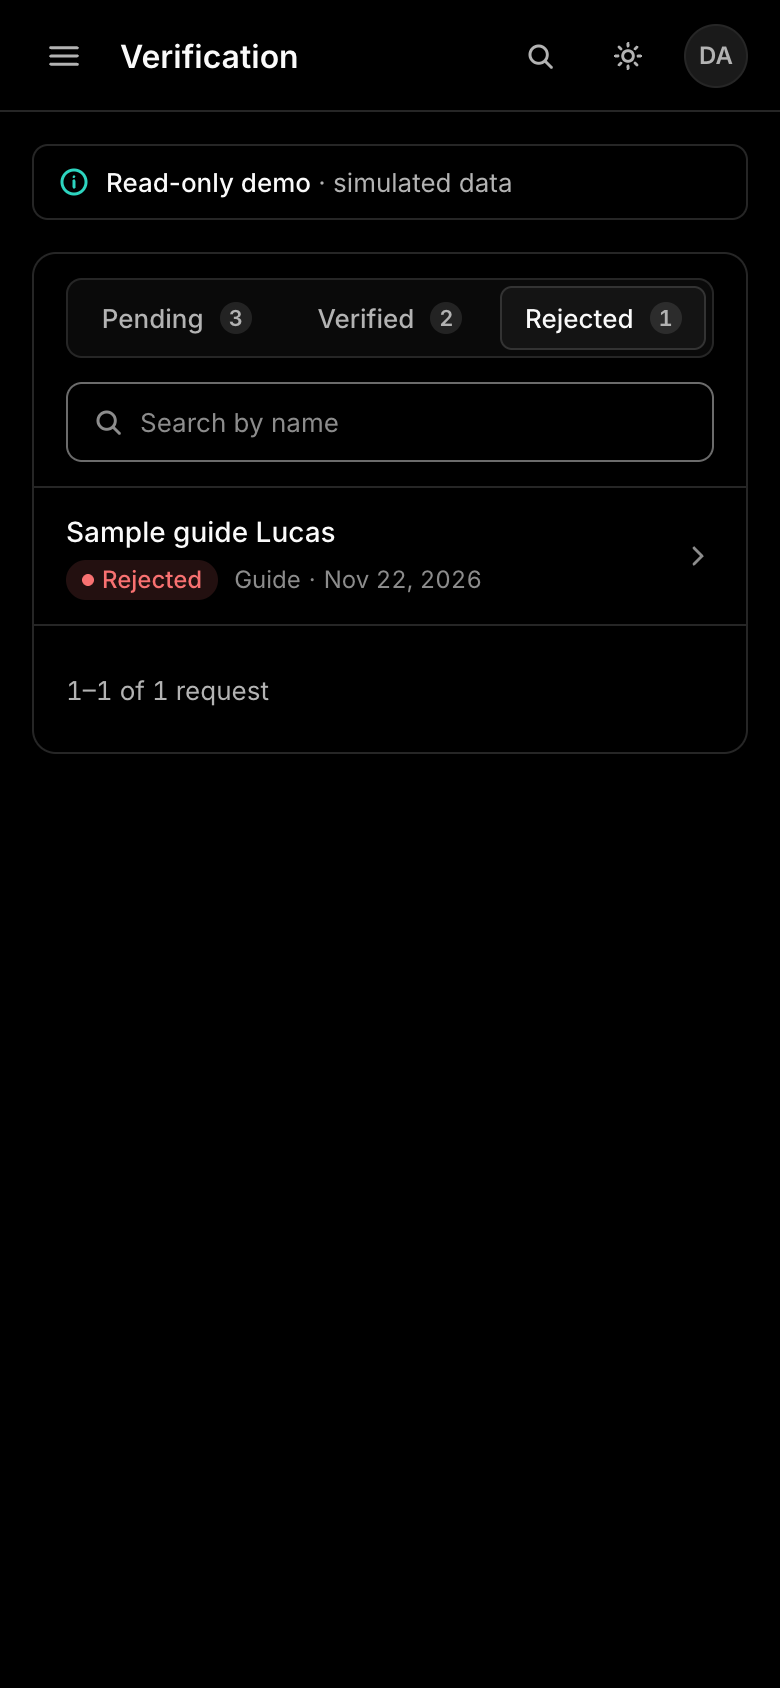 Verification
DA
Read-only demo · simulated data
Pending 3 Verified 2 Rejected 1
Search by name
Sample guide Lucas
Rejected Guide · Nov 22, 2026
1–1 of 1 request